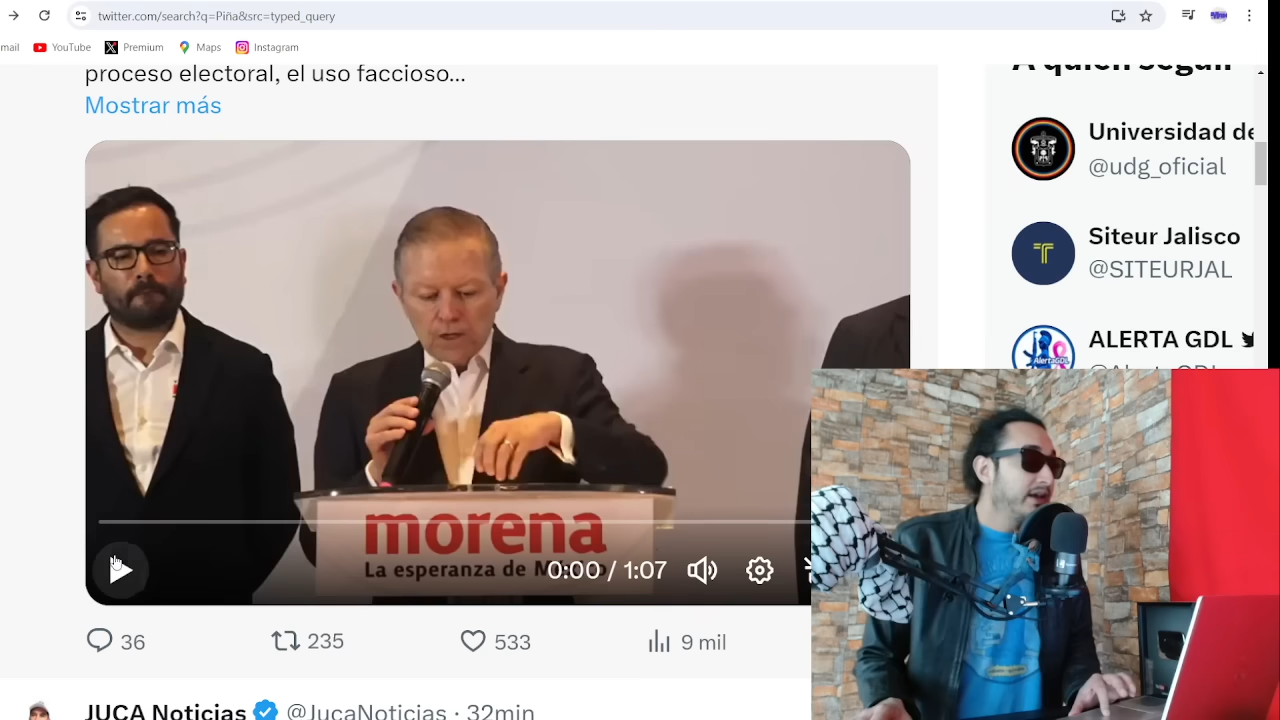 twitter.com/search?q=Piña&src=typed_query
mail
YouTube
Premium
Maps
Instagram
proceso electoral, el uso faccioso...
Mostrar más
A quién seguir
Universidad de
@udg_oficial
Siteur Jalisco
@SITEURJAL
ALERTA GDL
morena
La esperanza de
0:00 / 1:07
36
235
533
9 mil
JUCA Noticias @JucaNoticias · 32min